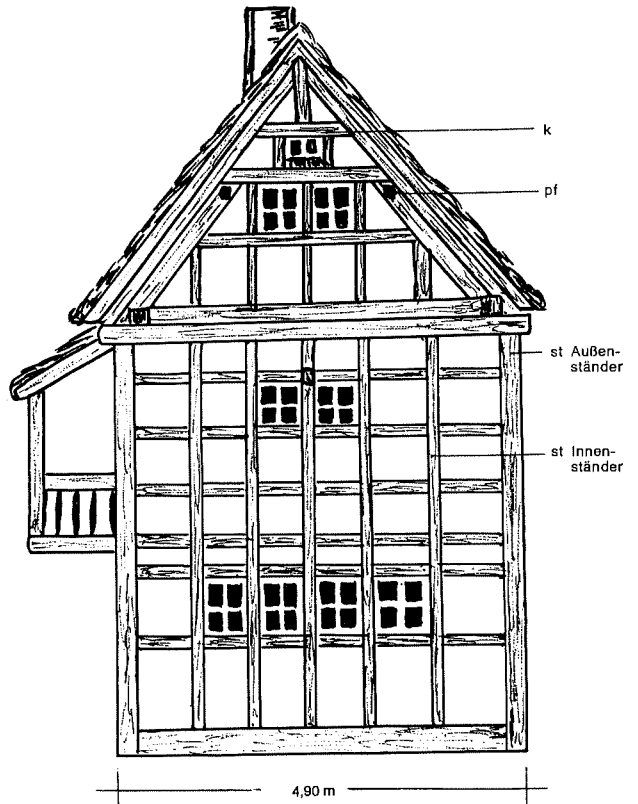 k
pf
st Außen-
ständer
st Innen-
ständer
4,90 m